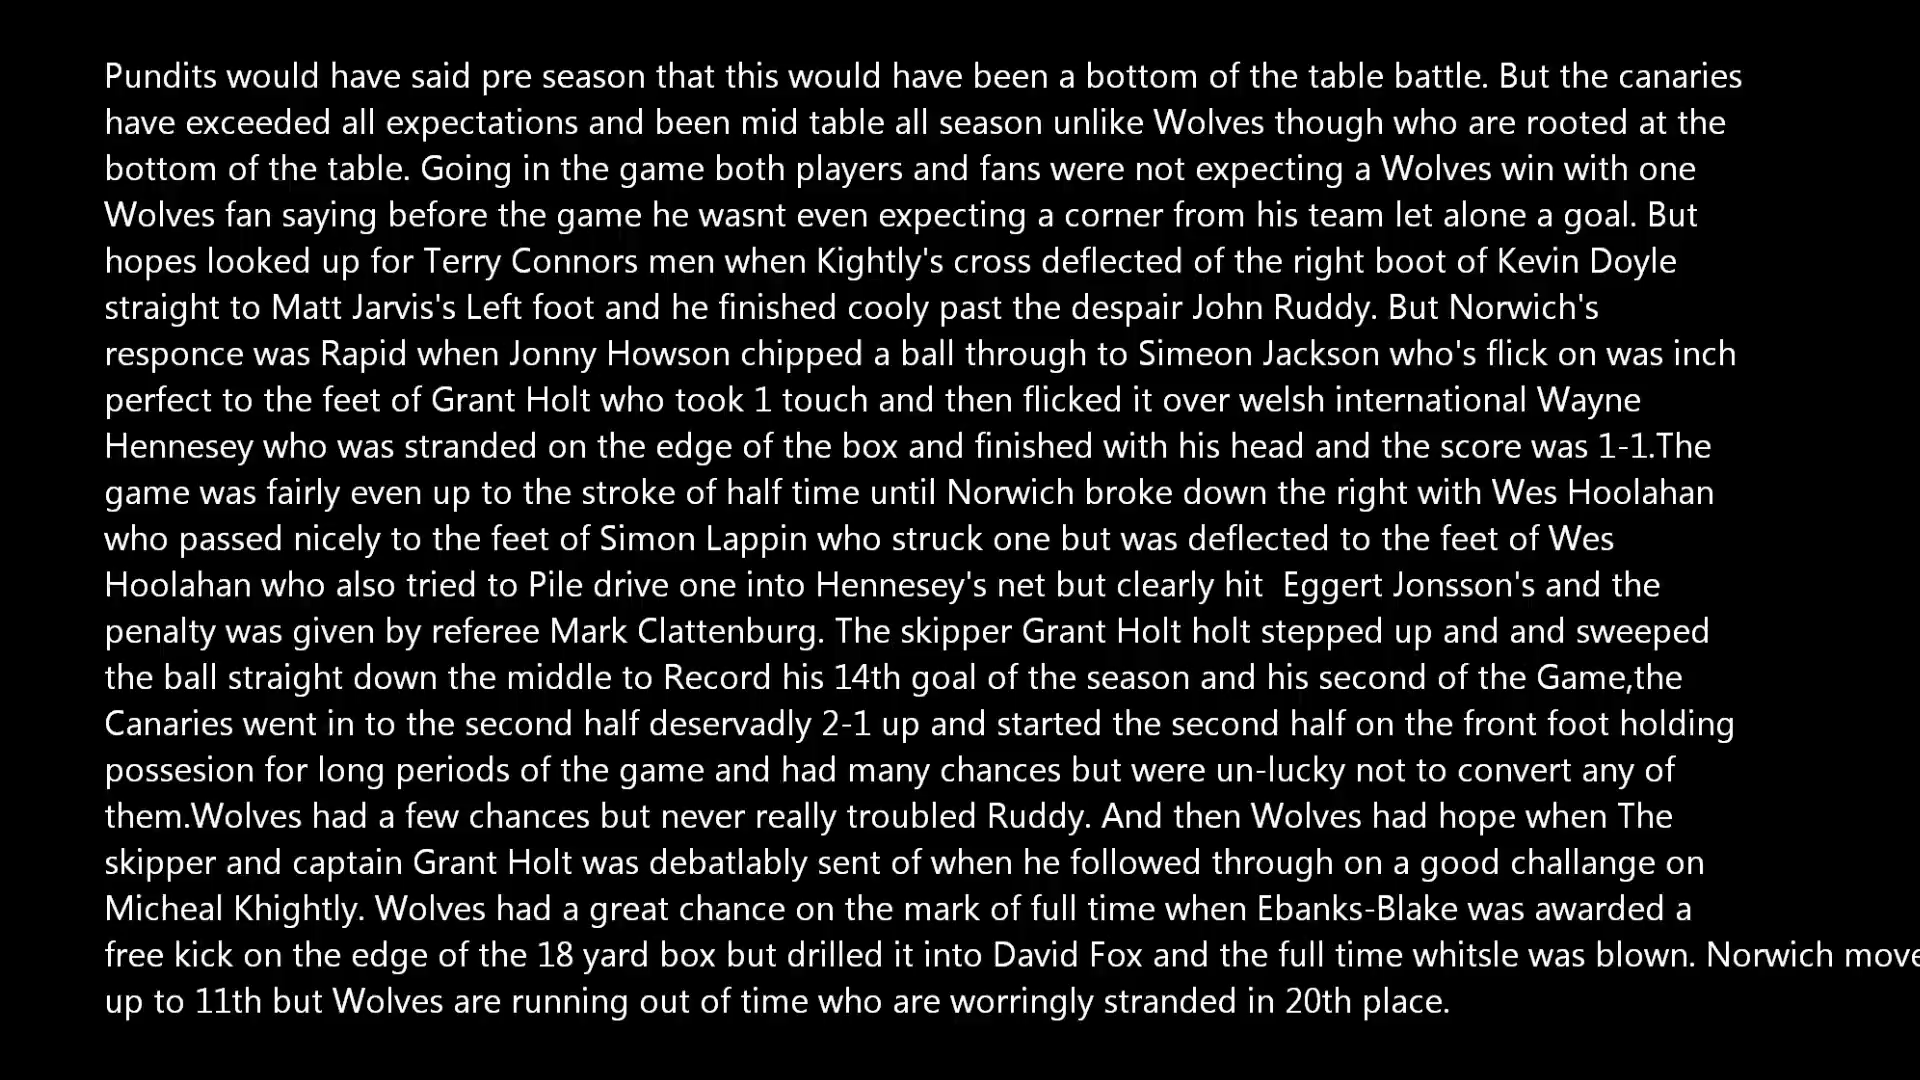 Pundits would have said pre season that this would have been a bottom of the table battle. But the canaries
have exceeded all expectations and been mid table all season unlike Wolves though who are rooted at the
bottom of the table. Going in the game both players and fans were not expecting a Wolves win with one
Wolves fan saying before the game he wasnt even expecting a corner from his team let alone a goal. But
hopes looked up for Terry Connors men when Kightly's cross deflected of the right boot of Kevin Doyle
straight to Matt Jarvis's Left foot and he finished cooly past the despair John Ruddy. But Norwich's
responce was Rapid when Jonny Howson chipped a ball through to Simeon Jackson who's flick on was inch
perfect to the feet of Grant Holt who took 1 touch and then flicked it over welsh international Wayne
Hennesey who was stranded on the edge of the box and finished with his head and the score was 1-1.The
game was fairly even up to the stroke of half time until Norwich broke down the right with Wes Hoolahan
who passed nicely to the feet of Simon Lappin who struck one but was deflected to the feet of Wes
Hoolahan who also tried to Pile drive one into Hennesey's net but clearly hit  Eggert Jonsson's and the
penalty was given by referee Mark Clattenburg. The skipper Grant Holt holt stepped up and and sweeped
the ball straight down the middle to Record his 14th goal of the season and his second of the Game,the
Canaries went in to the second half deservadly 2-1 up and started the second half on the front foot holding
possesion for long periods of the game and had many chances but were un-lucky not to convert any of
them.Wolves had a few chances but never really troubled Ruddy. And then Wolves had hope when The
skipper and captain Grant Holt was debatlably sent of when he followed through on a good challange on
Micheal Khightly. Wolves had a great chance on the mark of full time when Ebanks-Blake was awarded a
free kick on the edge of the 18 yard box but drilled it into David Fox and the full time whitsle was blown. Norwich move
up to 11th but Wolves are running out of time who are worringly stranded in 20th place.